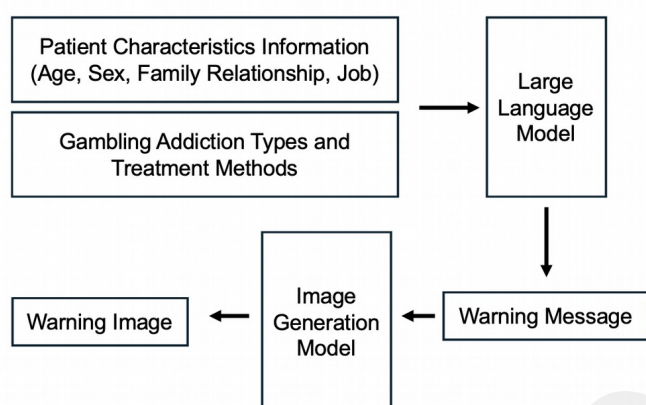 Patient Characteristics Information
(Age, Sex, Family Relationship, Job)
Gambling Addiction Types and
Treatment Methods
Large
Language
Model
Warning Message
Image
Generation
Model
Warning Image